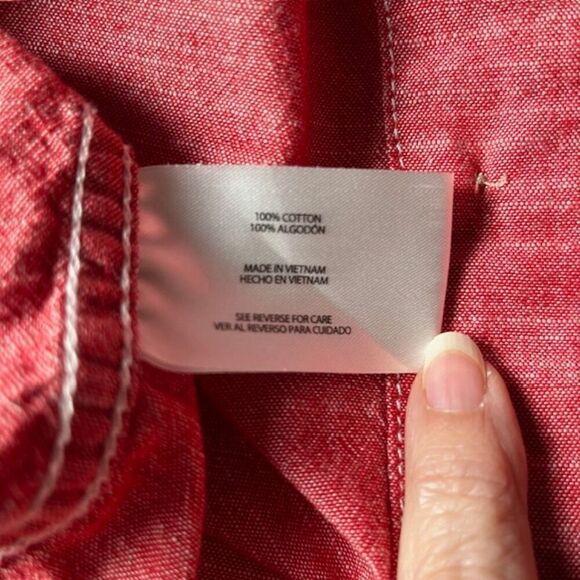 100% COTTON
100% ALGODÓN
MADE IN VIETNAM
HECHO EN VIETNAM
SEE REVERSE FOR CARE
VER AL REVERSO PARA CUIDADO